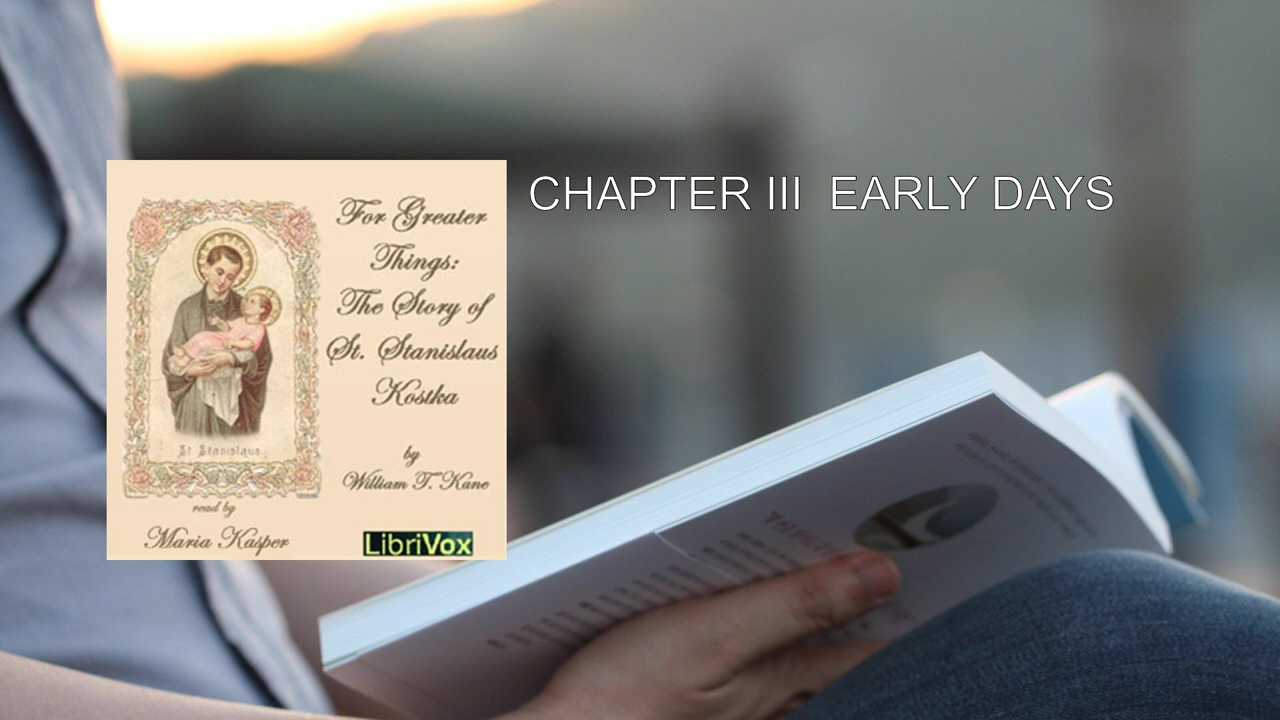 CHAPTER III EARLY DAYS
For Greater
Things:
The Story of
St. Stanislaus
Kostka
by
William T. Kane
St. Stanislaus.
read by
Maria Kasper
LibriVox